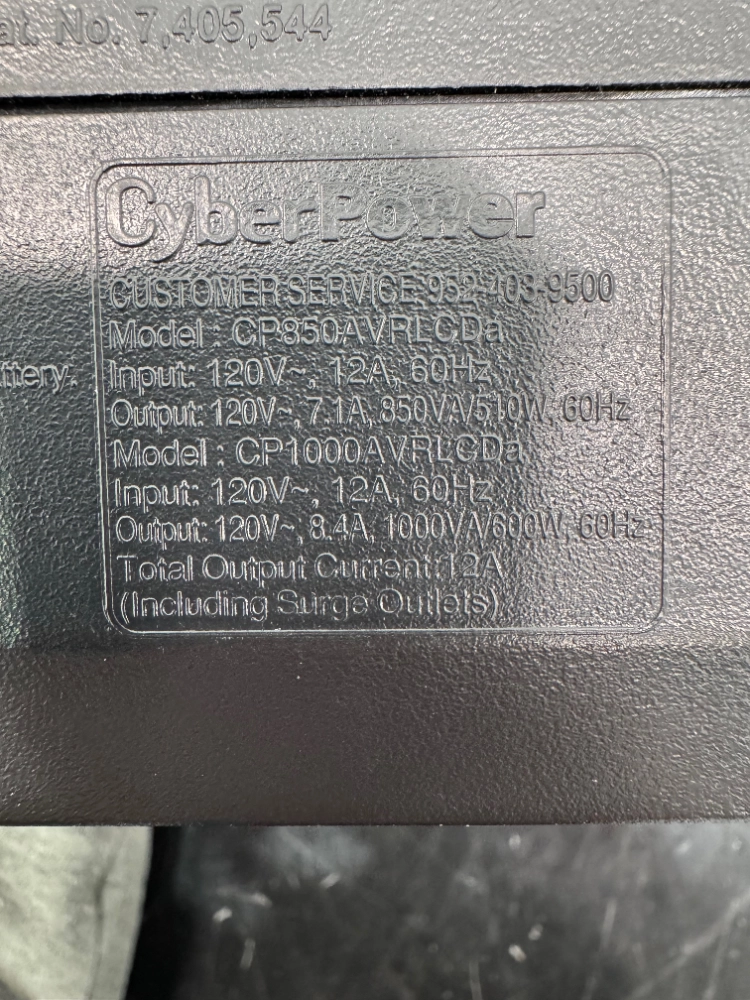 at. No. 7,405,544
CyberPower
CUSTOMER SERVICE 952-403-9500
Model : CP850AVRLCDa
ttery.
Input: 120V~, 12A, 60Hz
Output: 120V~, 7.1A, 850VA/510W, 60Hz
Model : CP1000AVRLCDa
Input: 120V~, 12A, 60Hz
Output: 120V~, 8.4A, 1000VA/600W, 60Hz
Total Output Current:12A
(Including Surge Outlets)